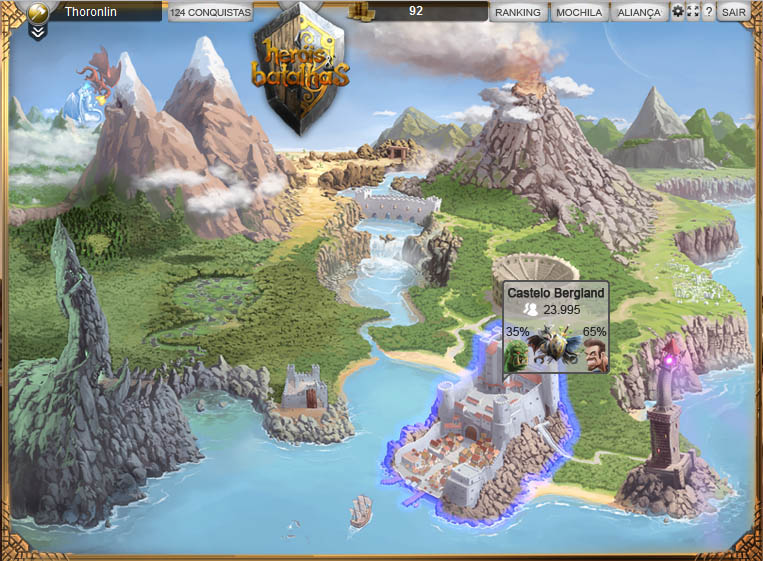 Thoronlin
124 CONQUISTAS
92
RANKING
MOCHILA
ALIANÇA
?
SAIR
heróis
batalhas
Castelo Bergland
23.995
35%
65%